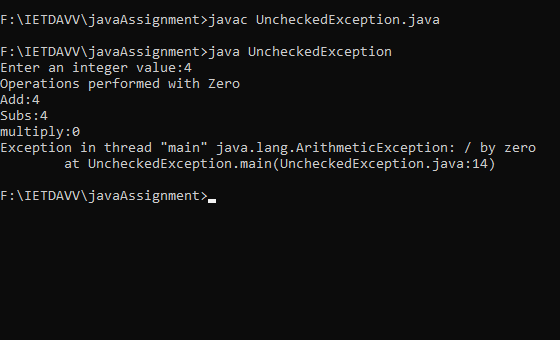 F:\IETDAVV\javaAssignment>javac UncheckedException.java
F:\IETDAVV\javaAssignment>java UncheckedException
Enter an integer value:4
Operations performed with Zero
Add:4
Subs:4
multiply:0
Exception in thread "main" java.lang.ArithmeticException: / by zero
        at UncheckedException.main(UncheckedException.java:14)
F:\IETDAVV\javaAssignment>